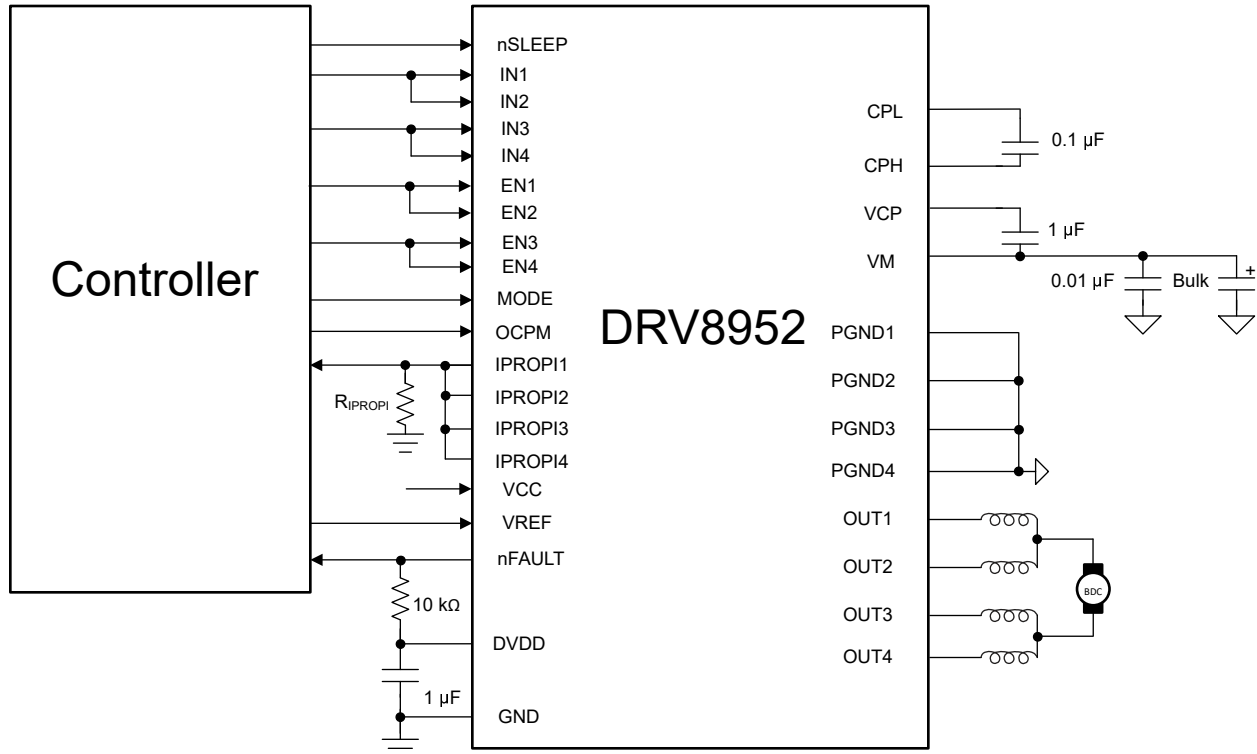 Controller
DRV8952
nSLEEP
IN1
IN2
IN3
IN4
EN1
EN2
EN3
EN4
MODE
OCPM
IPROPI1
IPROPI2
IPROPI3
IPROPI4
VCC
VREF
nFAULT
DVDD
GND
RIPROPI
10 kΩ
1 µF
CPL
CPH
VCP
VM
PGND1
PGND2
PGND3
PGND4
OUT1
OUT2
OUT3
OUT4
0.1 µF
1 µF
0.01 µF
Bulk
+
BDC